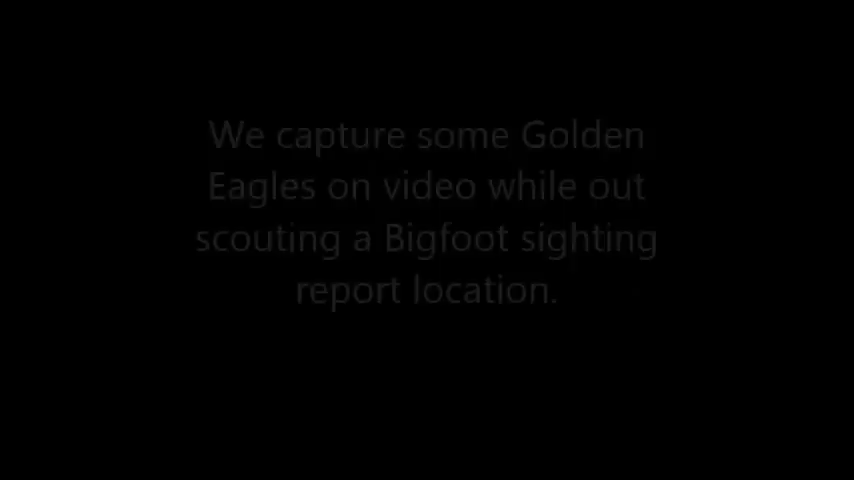 We capture some Golden
Eagles on video while out
scouting a Bigfoot sighting
report location.